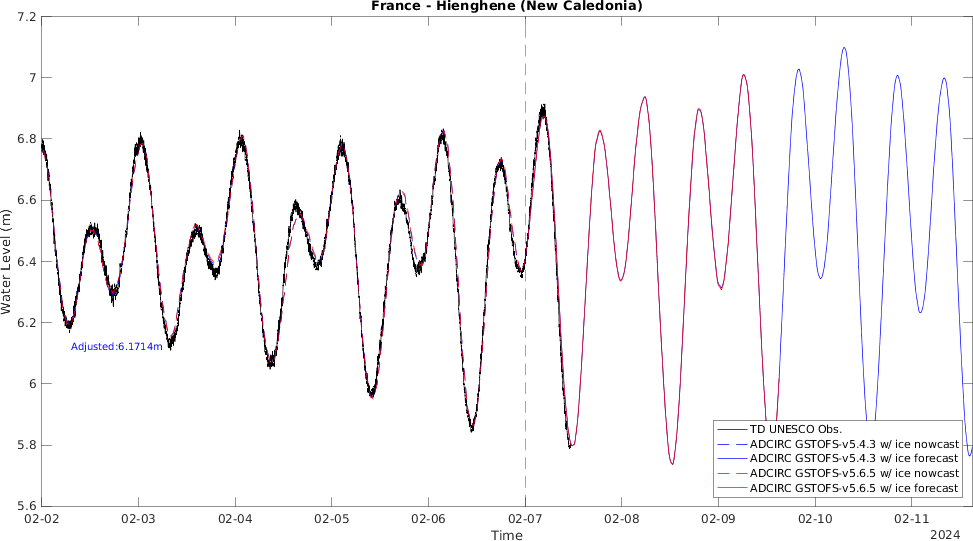 France - Hienghene (New Caledonia)
7.2
7
6.8
6.6
6.4
6.2
6
5.8
5.6
Water Level (m)
Adjusted:6.1714m
TD UNESCO Obs.
ADCIRC GSTOFS-v5.4.3 w/ ice nowcast
ADCIRC GSTOFS-v5.4.3 w/ ice forecast
ADCIRC GSTOFS-v5.6.5 w/ ice nowcast
ADCIRC GSTOFS-v5.6.5 w/ ice forecast
02-02 02-03 02-04 02-05 02-06 02-07 02-08 02-09 02-10 02-11
Time
2024